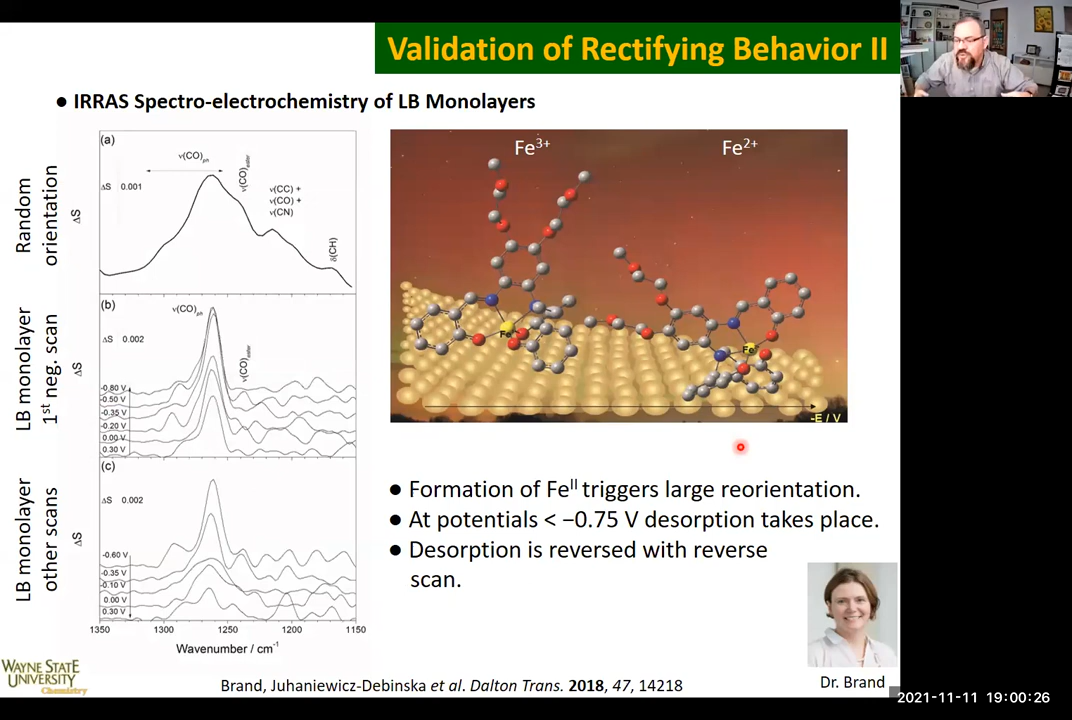 Validation of Rectifying Behavior II
● IRRAS Spectro-electrochemistry of LB Monolayers
Random
orientation
LB monolayer
1st neg. scan
LB monolayer
other scans
(a)
ν(CO)ph
ν(CO)ester
ΔS 0.001
ν(CC) +
ν(CO) +
ν(CN)
δ(CH)
ΔS
(b)
ν(CO)ph
ΔS 0.002
ν(CO)ester
ΔS
-0.80 V
-0.50 V
-0.35 V
-0.20 V
0.00 V
0.30 V
(c)
ΔS 0.002
ΔS
-0.60 V
-0.35 V
-0.10 V
0.00 V
0.30 V
1350 1300 1250 1200 1150
Wavenumber / cm-1
Fe3+ Fe2+
Fe
-E / V
● Formation of FeII triggers large reorientation.
● At potentials < −0.75 V desorption takes place.
● Desorption is reversed with reverse
scan.
WAYNE STATE
UNIVERSITY
Chemistry
Brand, Juhaniewicz-Debinska et al. Dalton Trans. 2018, 47, 14218
Dr. Brand
2021-11-11 19:00:26